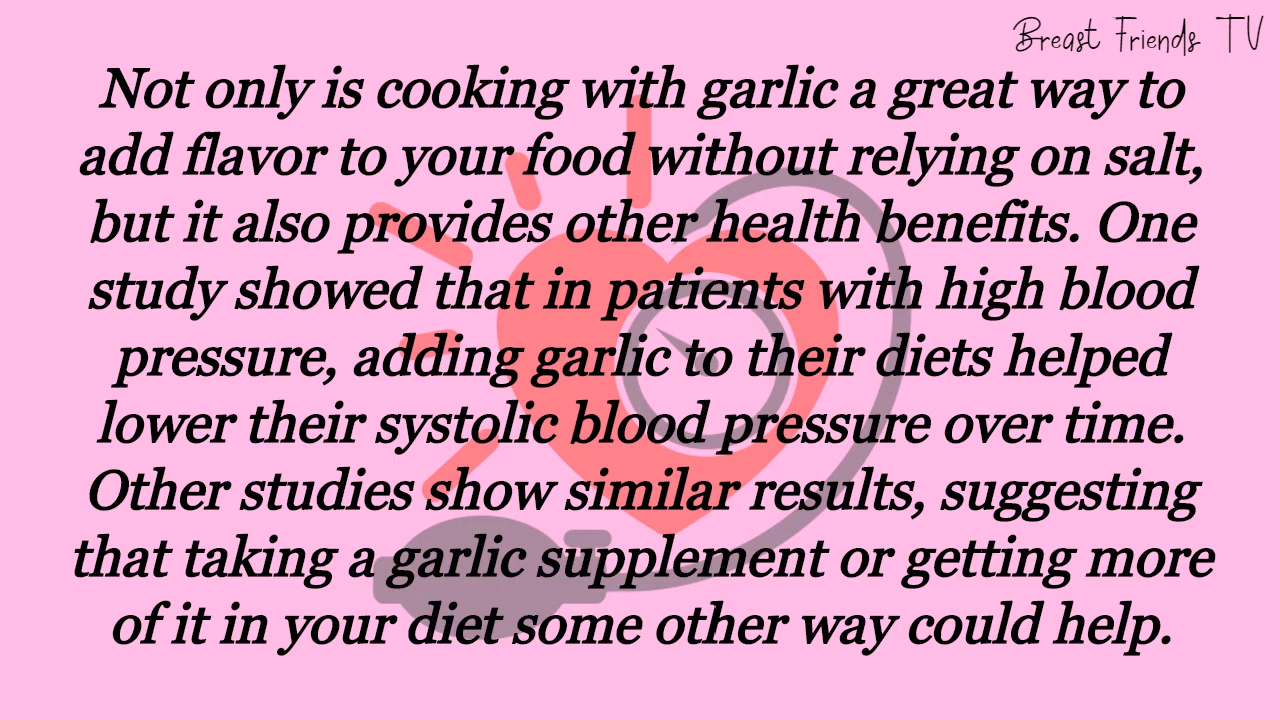 Breast Friends TV
Not only is cooking with garlic a great way to
add flavor to your food without relying on salt,
but it also provides other health benefits. One
study showed that in patients with high blood
pressure, adding garlic to their diets helped
lower their systolic blood pressure over time.
Other studies show similar results, suggesting
that taking a garlic supplement or getting more
of it in your diet some other way could help.